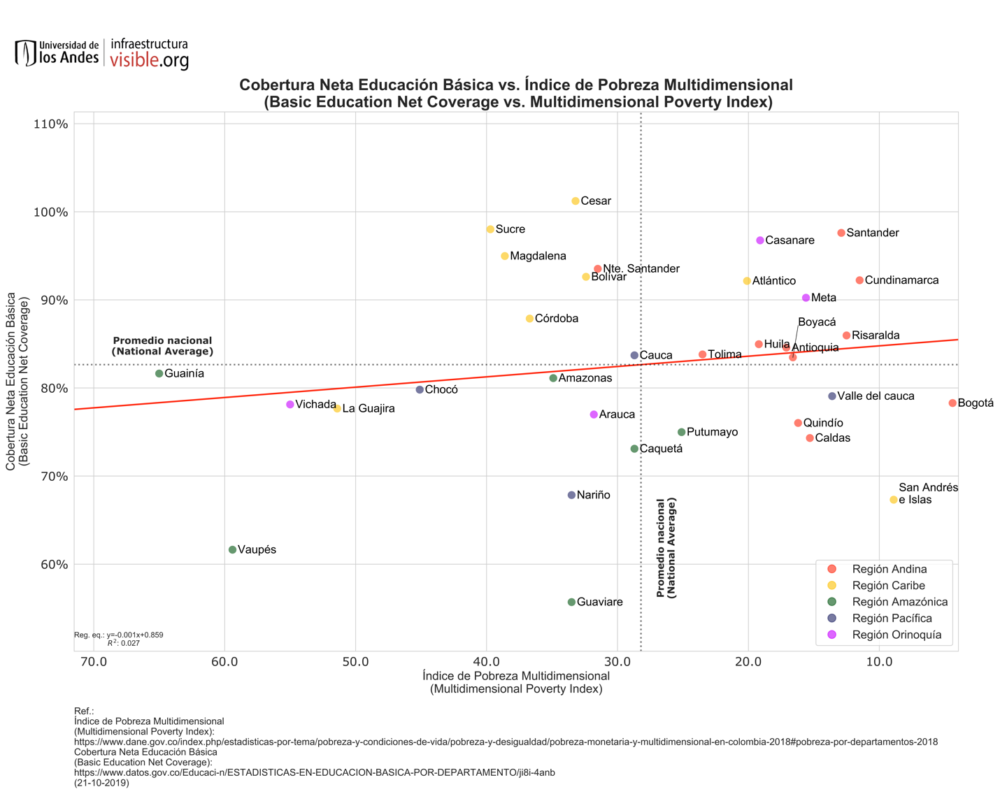 Universidad de
los Andes
infraestructura
visible.org
Cobertura Neta Educación Básica vs. Índice de Pobreza Multidimensional
(Basic Education Net Coverage vs. Multidimensional Poverty Index)
110%
100%
90%
80%
70%
60%
Cobertura Neta Educación Básica
(Basic Education Net Coverage)
Cesar
Sucre
Santander
Casanare
Magdalena
Nte. Santander
Bolívar
Atlántico
Cundinamarca
Meta
Córdoba
Boyacá
Risaralda
Promedio nacional
(National Average)
Huila
Antioquia
Cauca
Tolima
Guainía
Amazonas
Chocó
Valle del cauca
Bogotá
Vichada
La Guajira
Arauca
Quindío
Putumayo
Caldas
Caquetá
San Andrés
e Islas
Nariño
Promedio nacional
(National Average)
Vaupés
Guaviare
Región Andina
Región Caribe
Región Amazónica
Región Pacífica
Región Orinoquía
Reg. eq.: y=-0.001x+0.859
R²: 0.027
70.0
60.0
50.0
40.0
30.0
20.0
10.0
Índice de Pobreza Multidimensional
(Multidimensional Poverty Index)
Ref.:
Índice de Pobreza Multidimensional
(Multidimensional Poverty Index):
https://www.dane.gov.co/index.php/estadisticas-por-tema/pobreza-y-condiciones-de-vida/pobreza-y-desigualdad/pobreza-monetaria-y-multidimensional-en-colombia-2018#pobreza-por-departamentos-2018
Cobertura Neta Educación Básica
(Basic Education Net Coverage):
https://www.datos.gov.co/Educaci-n/ESTADISTICAS-EN-EDUCACION-BASICA-POR-DEPARTAMENTO/ji8i-4anb
(21-10-2019)